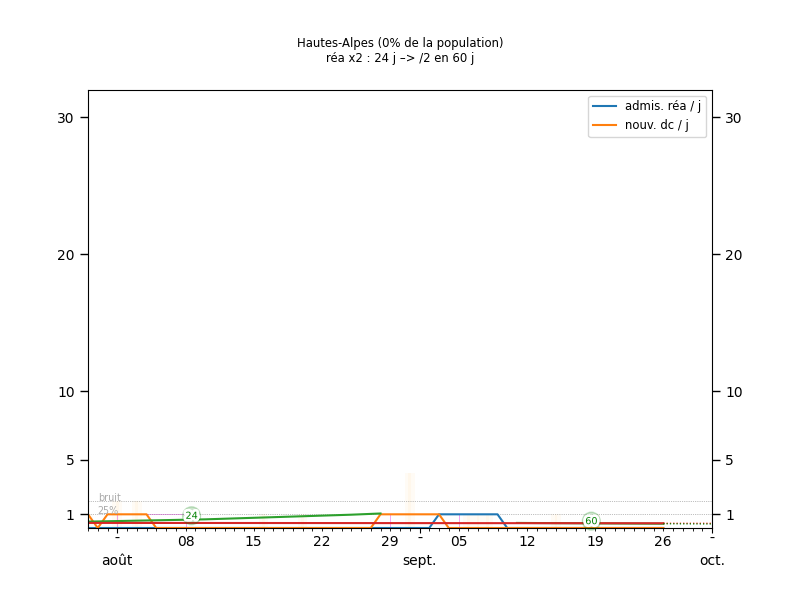 Hautes-Alpes (0% de la population)
réa x2 : 24 j –> /2 en 60 j
admis. réa / j
nouv. dc / j
30
30
20
20
10
10
5
5
bruit
25%
1
1
24
60
- 08 15 22 29 - 05 12 19 26 -
août sept. oct.